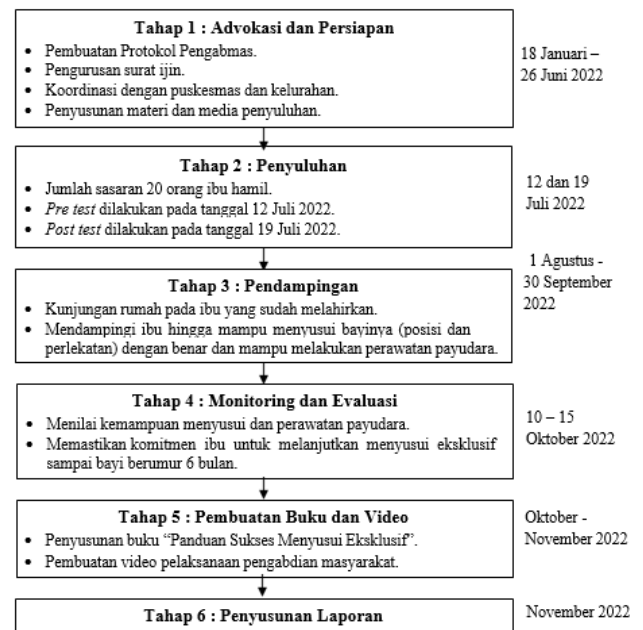 Tahap 1 : Advokasi dan Persiapan
• Pembuatan Protokol Pengabmas.
• Pengurusan surat ijin.
• Koordinasi dengan puskesmas dan kelurahan.
• Penyusunan materi dan media penyuluhan.
18 Januari –
26 Juni 2022
Tahap 2 : Penyuluhan
• Jumlah sasaran 20 orang ibu hamil.
• Pre test dilakukan pada tanggal 12 Juli 2022.
• Post test dilakukan pada tanggal 19 Juli 2022.
12 dan 19
Juli 2022
Tahap 3 : Pendampingan
• Kunjungan rumah pada ibu yang sudah melahirkan.
• Mendampingi ibu hingga mampu menyusui bayinya (posisi dan
perlekatan) dengan benar dan mampu melakukan perawatan payudara.
1 Agustus -
30 September
2022
Tahap 4 : Monitoring dan Evaluasi
• Menilai kemampuan menyusui dan perawatan payudara.
• Memastikan komitmen ibu untuk melanjutkan menyusui eksklusif
sampai bayi berumur 6 bulan.
10 – 15
Oktober 2022
Tahap 5 : Pembuatan Buku dan Video
• Penyusunan buku “Panduan Sukses Menyusui Eksklusif”.
• Pembuatan video pelaksanaan pengabdian masyarakat.
Oktober -
November 2022
Tahap 6 : Penyusunan Laporan
November 2022